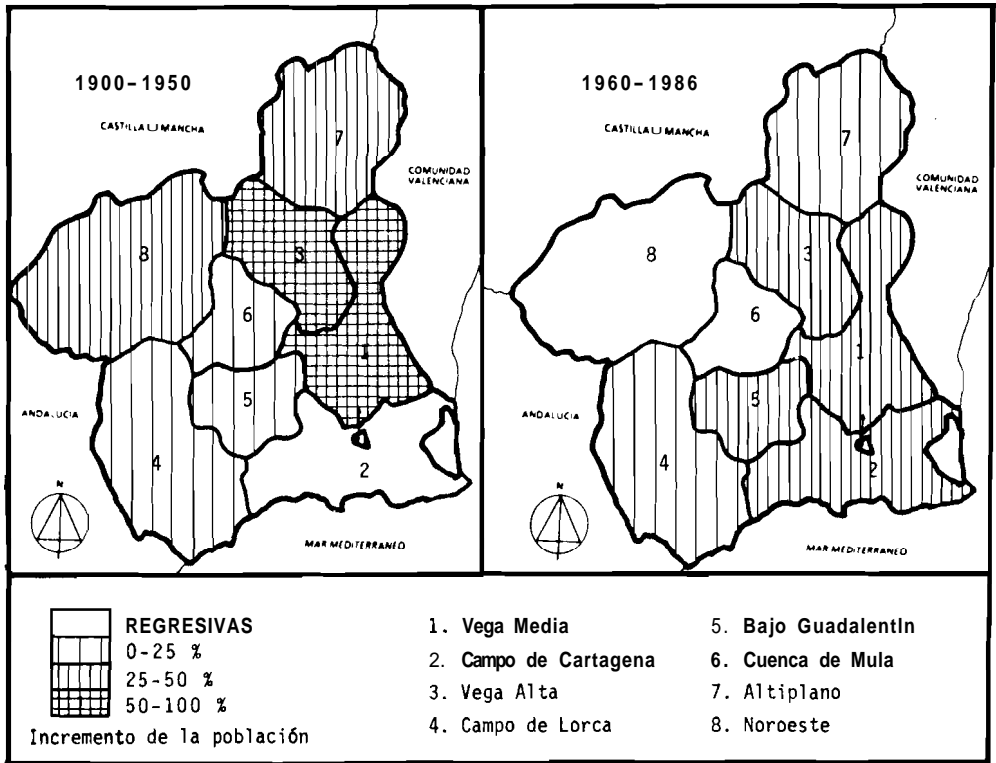 1900-1950
CASTILLA LA MANCHA
COMUNIDAD
VALENCIANA
7
8
3
6
1
5
ANDALUCIA
4
2
N
MAR MEDITERRANEO
1960-1986
CASTILLA LA MANCHA
COMUNIDAD
VALENCIANA
7
8
3
6
1
5
ANDALUCIA
4
2
N
MAR MEDITERRANEO
REGRESIVAS
0-25 %
25-50 %
50-100 %
Incremento de la población
1. Vega Media
2. Campo de Cartagena
3. Vega Alta
4. Campo de Lorca
5. Bajo GuadalentIn
6. Cuenca de Mula
7. Altiplano
8. Noroeste